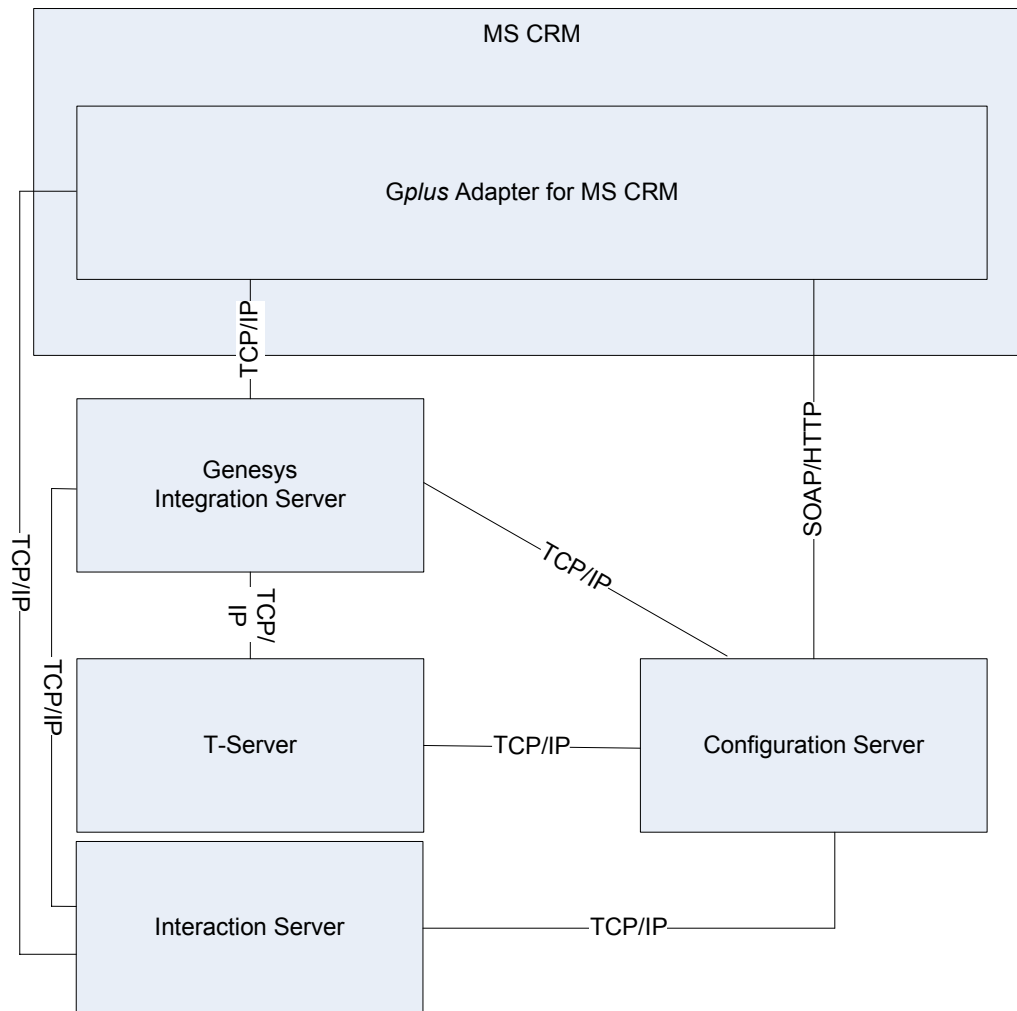 MS CRM
Gplus Adapter for MS CRM
TCP/IP
SOAP/HTTP
Genesys
Integration Server
TCP/IP
TCP/IP
TCP/
IP
TCP/IP
T-Server
TCP/IP
Configuration Server
Interaction Server
TCP/IP